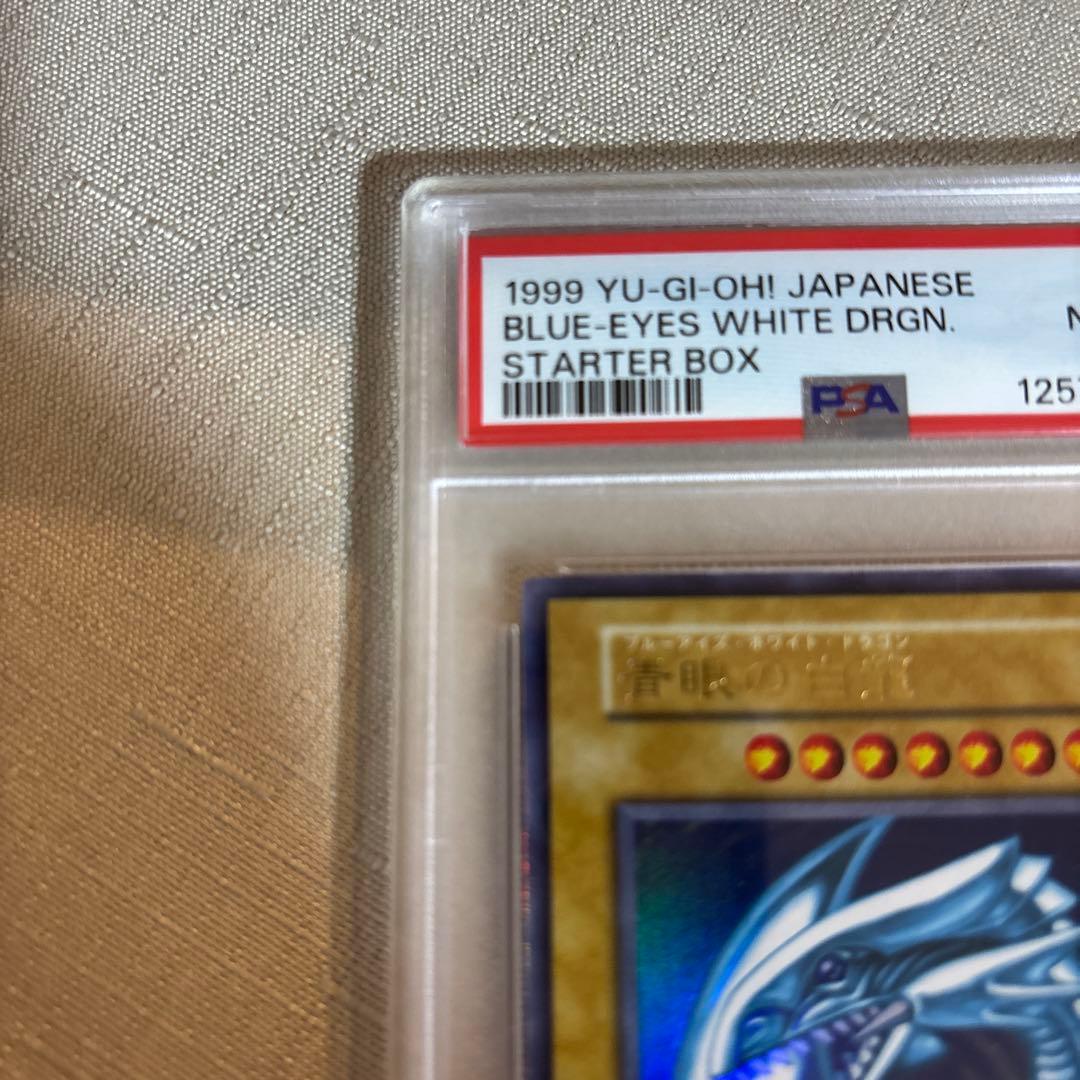 1999 YU-GI-OH! JAPANESE
BLUE-EYES WHITE DRGN.
STARTER BOX
N
PSA
1257
ブルーアイズ・ホワイト・ドラゴン
青眼の白龍